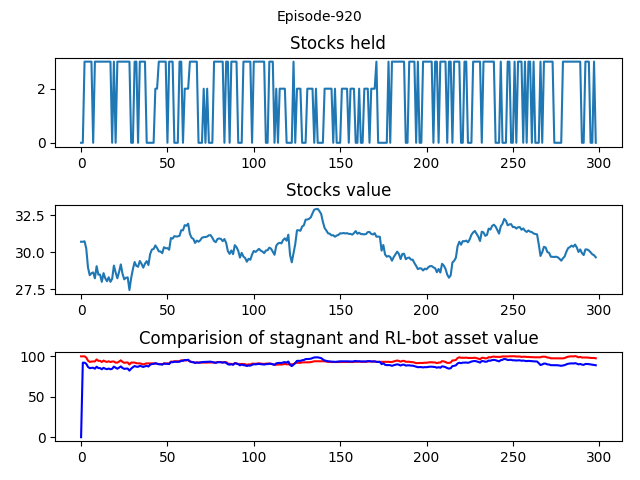 Episode-920
Stocks held
2
0
0 50 100 150 200 250 300
Stocks value
32.5
30.0
27.5
0 50 100 150 200 250 300
Comparision of stagnant and RL-bot asset value
100
50
0
0 50 100 150 200 250 300